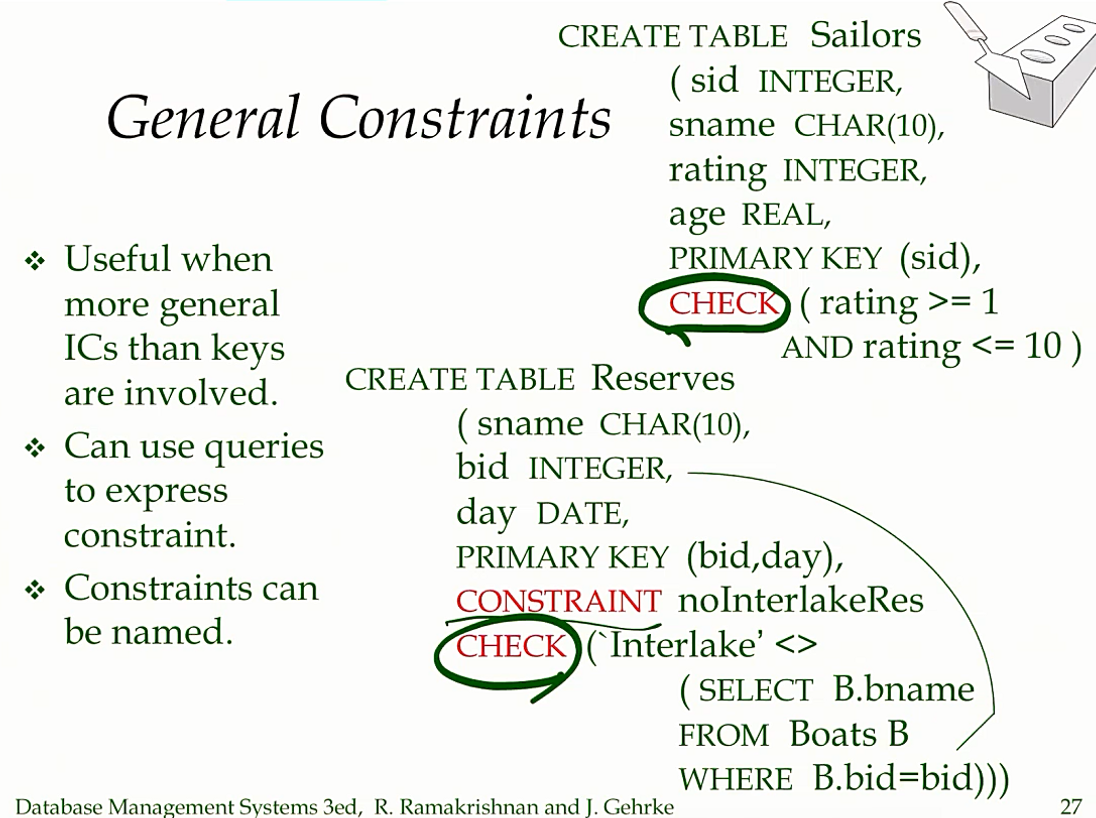 General Constraints
❖ Useful when
more general
ICs than keys
are involved.
❖ Can use queries
to express
constraint.
❖ Constraints can
be named.
CREATE TABLE Sailors
( sid INTEGER,
sname CHAR(10),
rating INTEGER,
age REAL,
PRIMARY KEY (sid),
CHECK ( rating >= 1
AND rating <= 10 )
CREATE TABLE Reserves
( sname CHAR(10),
bid INTEGER,
day DATE,
PRIMARY KEY (bid,day),
CONSTRAINT noInterlakeRes
CHECK (`Interlake’ <>
( SELECT B.bname
FROM Boats B
WHERE B.bid=bid)))
Database Management Systems 3ed, R. Ramakrishnan and J. Gehrke 27